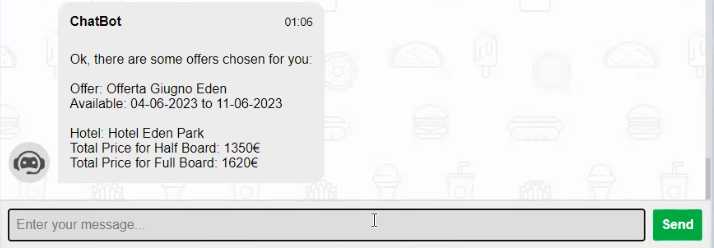 ChatBot 01:06
Ok, there are some offers chosen for you:
Offer: Offerta Giugno Eden
Available: 04-06-2023 to 11-06-2023
Hotel: Hotel Eden Park
Total Price for Half Board: 1350€
Total Price for Full Board: 1620€
Enter your message... Send